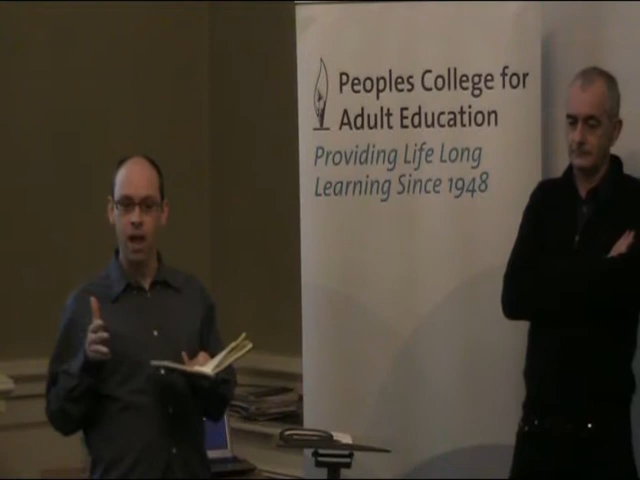 Peoples College for
Adult Education
Providing Life Long
Learning Since 1948